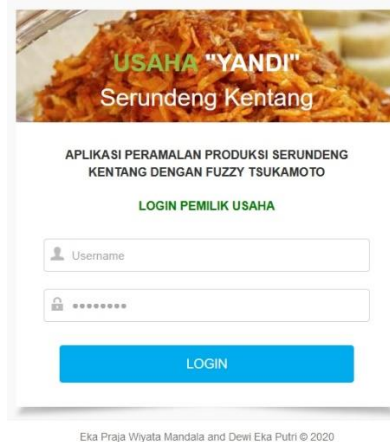 USAHA "YANDI"
Serundeng Kentang
APLIKASI PERAMALAN PRODUKSI SERUNDENG
KENTANG DENGAN FUZZY TSUKAMOTO
LOGIN PEMILIK USAHA
Username
LOGIN
Eka Praja Wiyata Mandala and Dewi Eka Putri © 2020